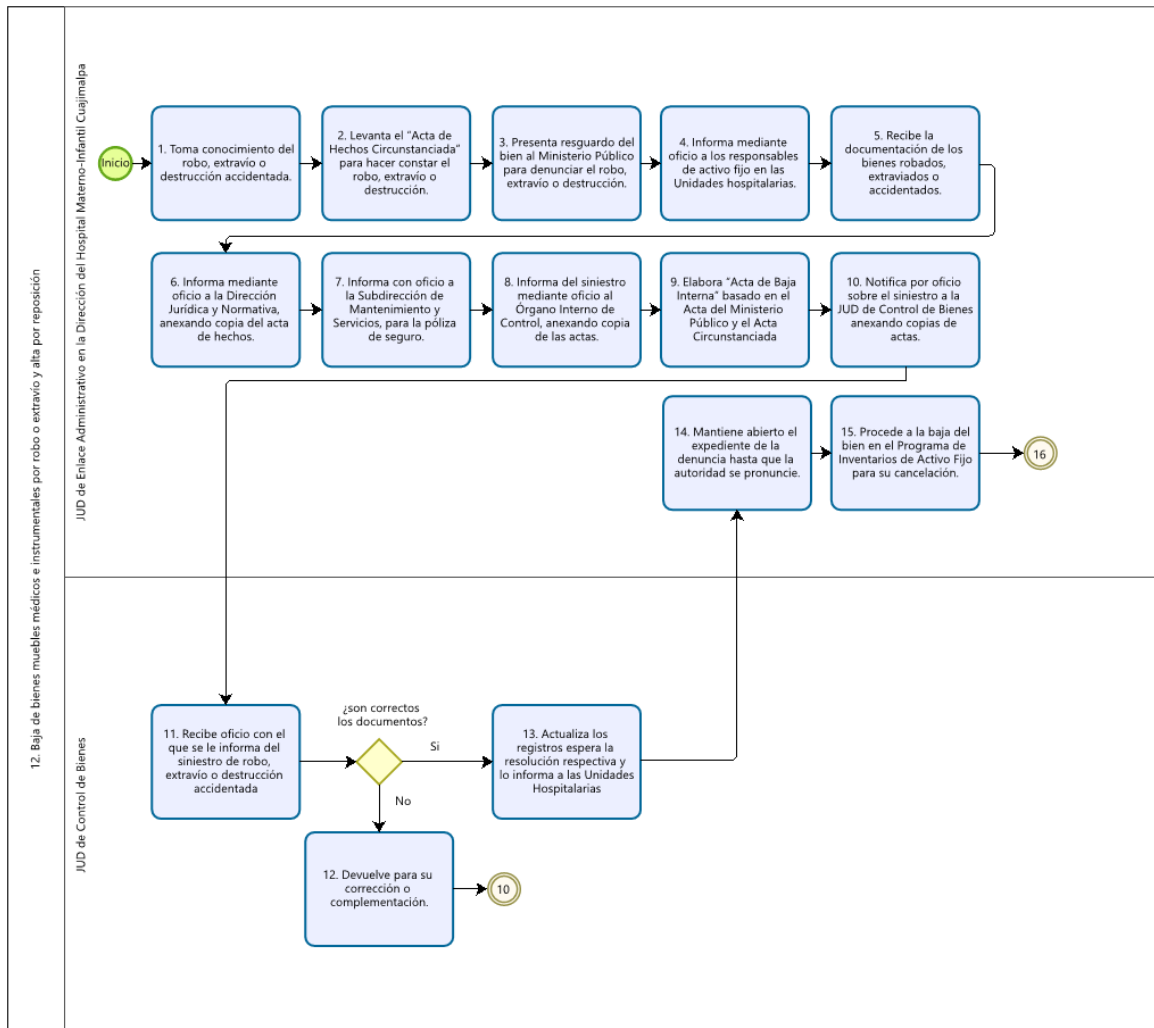 12. Baja de bienes muebles médicos e instrumentales por robo o extravío y alta por reposición
JUD de Enlace Administrativo en la Dirección del Hospital Materno-Infantil Cuajimalpa
Inicio
1. Toma conocimiento del
robo, extravío o
destrucción accidentada.
2. Levanta el "Acta de
Hechos Circunstanciada"
para hacer constar el
robo, extravío o
destrucción.
3. Presenta resguardo del
bien al Ministerio Público
para denunciar el robo,
extravío o destrucción.
4. Informa mediante
oficio a los responsables
de activo fijo en las
Unidades hospitalarias.
5. Recibe la
documentación de los
bienes robados,
extraviados o
accidentados.
6. Informa mediante
oficio a la Dirección
Jurídica y Normativa,
anexando copia del acta
de hechos.
7. Informa con oficio a
la Subdirección de
Mantenimiento y
Servicios, para la póliza
de seguro.
8. Informa del siniestro
mediante oficio al
Órgano Interno de
Control, anexando copia
de las actas.
9. Elabora "Acta de Baja
Interna" basado en el
Acta del Ministerio
Público y el Acta
Circunstanciada
10. Notifica por oficio
sobre el siniestro a la
JUD de Control de Bienes
anexando copias de
actas.
14. Mantiene abierto el
expediente de la
denuncia hasta que la
autoridad se pronuncie.
15. Procede a la baja del
bien en el Programa de
Inventarios de Activo Fijo
para su cancelación.
16
JUD de Control de Bienes
11. Recibe oficio con el
que se le informa del
siniestro de robo,
extravío o destrucción
accidentada
¿son correctos
los documentos?
Si
No
13. Actualiza los
registros espera la
resolución respectiva y
lo informa a las Unidades
Hospitalarias
12. Devuelve para su
corrección o
complementación.
10